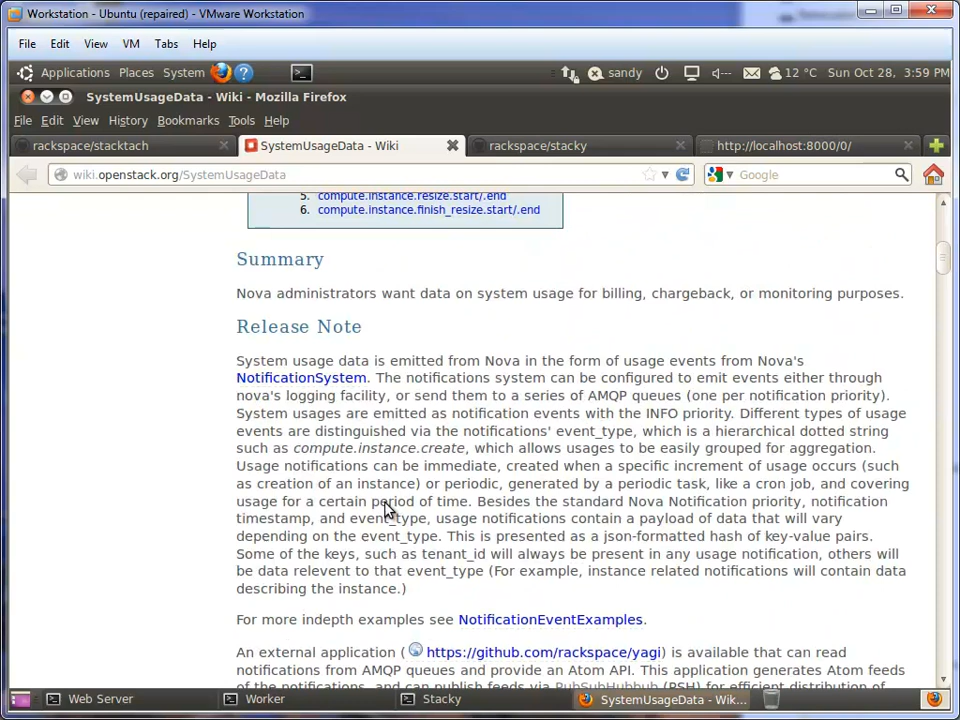 Workstation - Ubuntu (repaired) - VMware Workstation
File Edit View VM Tabs Help
Applications Places System sandy 12 °C Sun Oct 28, 3:59 PM
SystemUsageData - Wiki - Mozilla Firefox
File Edit View History Bookmarks Tools Help
rackspace/stacktach SystemUsageData - Wiki rackspace/stacky http://localhost:8000/0/
wiki.openstack.org/SystemUsageData Google
5. compute.instance.resize.start/.end
6. compute.instance.finish_resize.start/.end
Summary
Nova administrators want data on system usage for billing, chargeback, or monitoring purposes.
Release Note
System usage data is emitted from Nova in the form of usage events from Nova's
NotificationSystem. The notifications system can be configured to emit events either through
nova's logging facility, or send them to a series of AMQP queues (one per notification priority).
System usages are emitted as notification events with the INFO priority. Different types of usage
events are distinguished via the notifications' event_type, which is a hierarchical dotted string
such as compute.instance.create, which allows usages to be easily grouped for aggregation.
Usage notifications can be immediate, created when a specific increment of usage occurs (such
as creation of an instance) or periodic, generated by a periodic task, like a cron job, and covering
usage for a certain period of time. Besides the standard Nova Notification priority, notification
timestamp, and event_type, usage notifications contain a payload of data that will vary
depending on the event_type. This is presented as a json-formatted hash of key-value pairs.
Some of the keys, such as tenant_id will always be present in any usage notification, others will
be data relevent to that event_type (For example, instance related notifications will contain data
describing the instance.)
For more indepth examples see NotificationEventExamples.
An external application ( https://github.com/rackspace/yagi) is available that can read
notifications from AMQP queues and provide an Atom API. This application generates Atom feeds
of the notifications, and can publish feeds via PubSubHubbub (PSH) for efficient distribution of
Web Server Worker Stacky SystemUsageData - Wik...